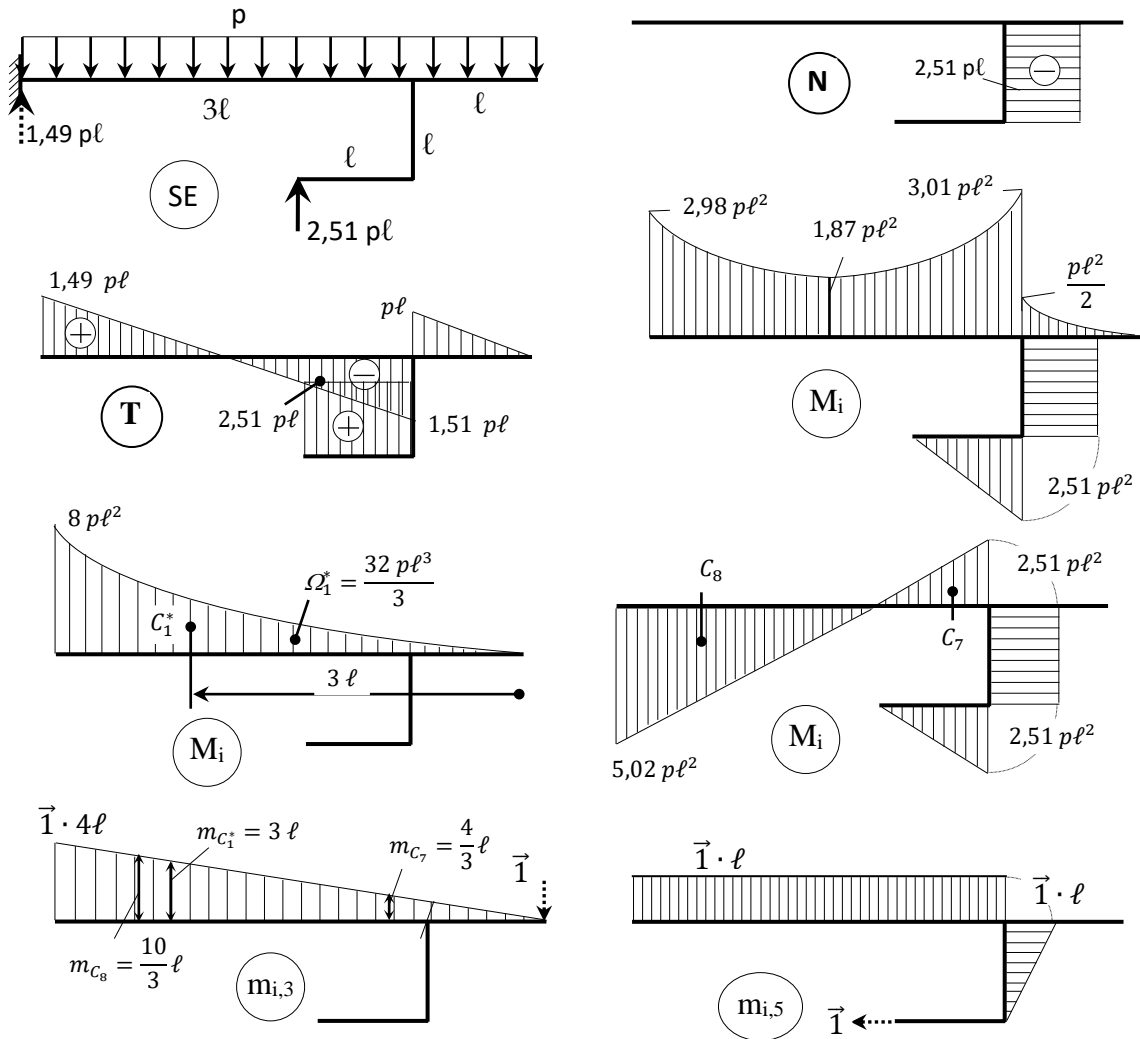 p
3ℓ
ℓ
ℓ
ℓ
1,49 pℓ
SE
2,51 pℓ
2,51 pℓ
−
N
1,49 pℓ
+
pℓ
−
T
2,51 pℓ
+
1,51 pℓ
2,98 pℓ²
3,01 pℓ²
1,87 pℓ²
pℓ²/2
Mᵢ
2,51 pℓ²
8 pℓ²
Ω₁* = 32 pℓ³/3
C₁*
3 ℓ
Mᵢ
C₈
2,51 pℓ²
C₇
Mᵢ
2,51 pℓ²
5,02 pℓ²
1⃗ · 4ℓ
m_C₁* = 3 ℓ
m_C₇ = 4/3 ℓ
1⃗
m_C₈ = 10/3 ℓ
mᵢ,₃
1⃗ · ℓ
1⃗ · ℓ
mᵢ,₅
1⃗